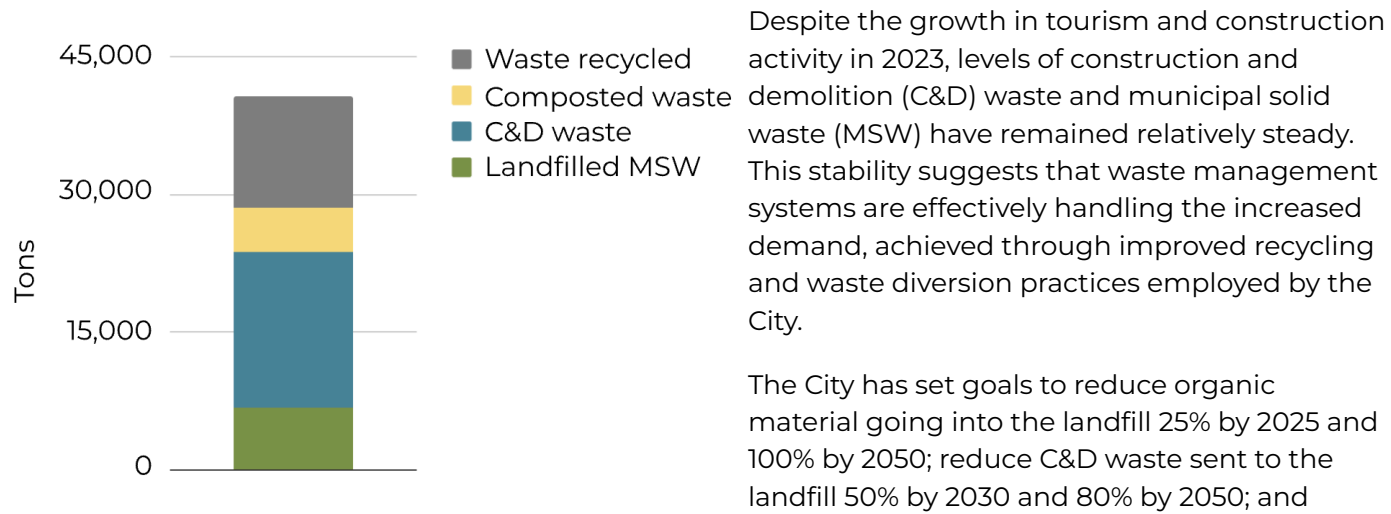 45,000
30,000
15,000
0
Tons
Waste recycled
Composted waste
C&D waste
Landfilled MSW
Despite the growth in tourism and construction
activity in 2023, levels of construction and
demolition (C&D) waste and municipal solid
waste (MSW) have remained relatively steady.
This stability suggests that waste management
systems are effectively handling the increased
demand, achieved through improved recycling
and waste diversion practices employed by the
City.
The City has set goals to reduce organic
material going into the landfill 25% by 2025 and
100% by 2050; reduce C&D waste sent to the
landfill 50% by 2030 and 80% by 2050; and